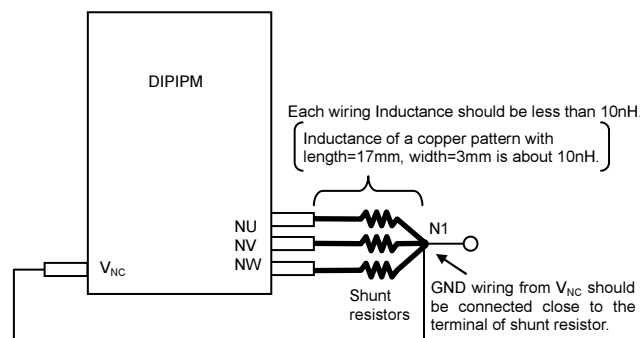 DIPIPM
Each wiring Inductance should be less than 10nH.
Inductance of a copper pattern with
length=17mm, width=3mm is about 10nH.
NU
NV
NW
N1
VNC
Shunt
resistors
GND wiring from VNC should
be connected close to the
terminal of shunt resistor.